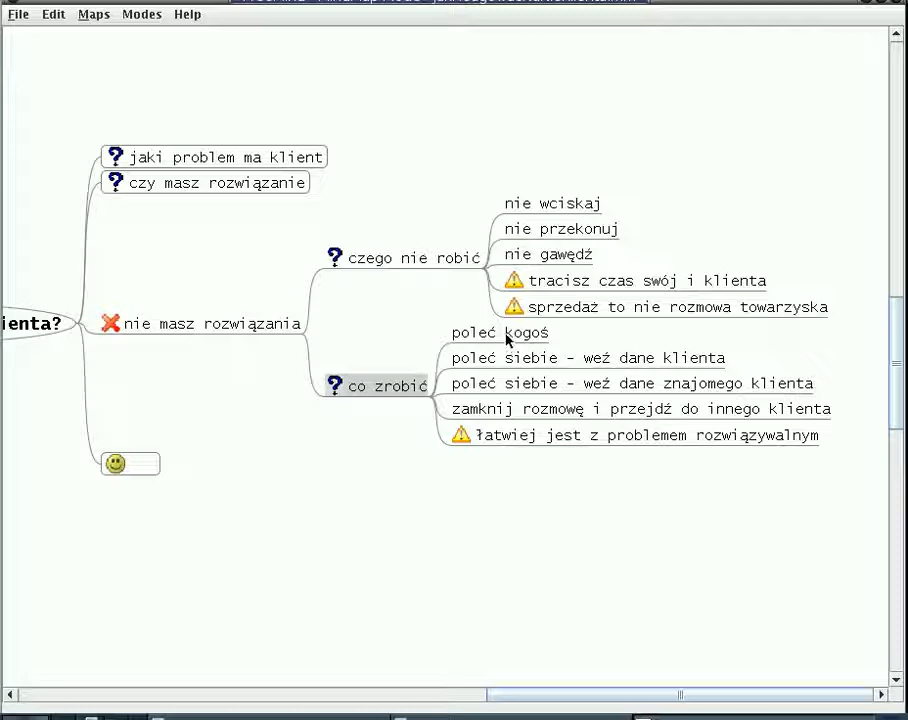 File Edit Maps Modes Help
jaki problem ma klient
czy masz rozwiązanie
nie wciskaj
nie przekonuj
czego nie robić
nie gawędź
tracisz czas swój i klienta
sprzedaż to nie rozmowa towarzyska
ienta?
nie masz rozwiązania
poleć kogoś
poleć siebie - weź dane klienta
co zrobić
poleć siebie - weź dane znajomego klienta
zamknij rozmowę i przejdź do innego klienta
łatwiej jest z problemem rozwiązywalnym